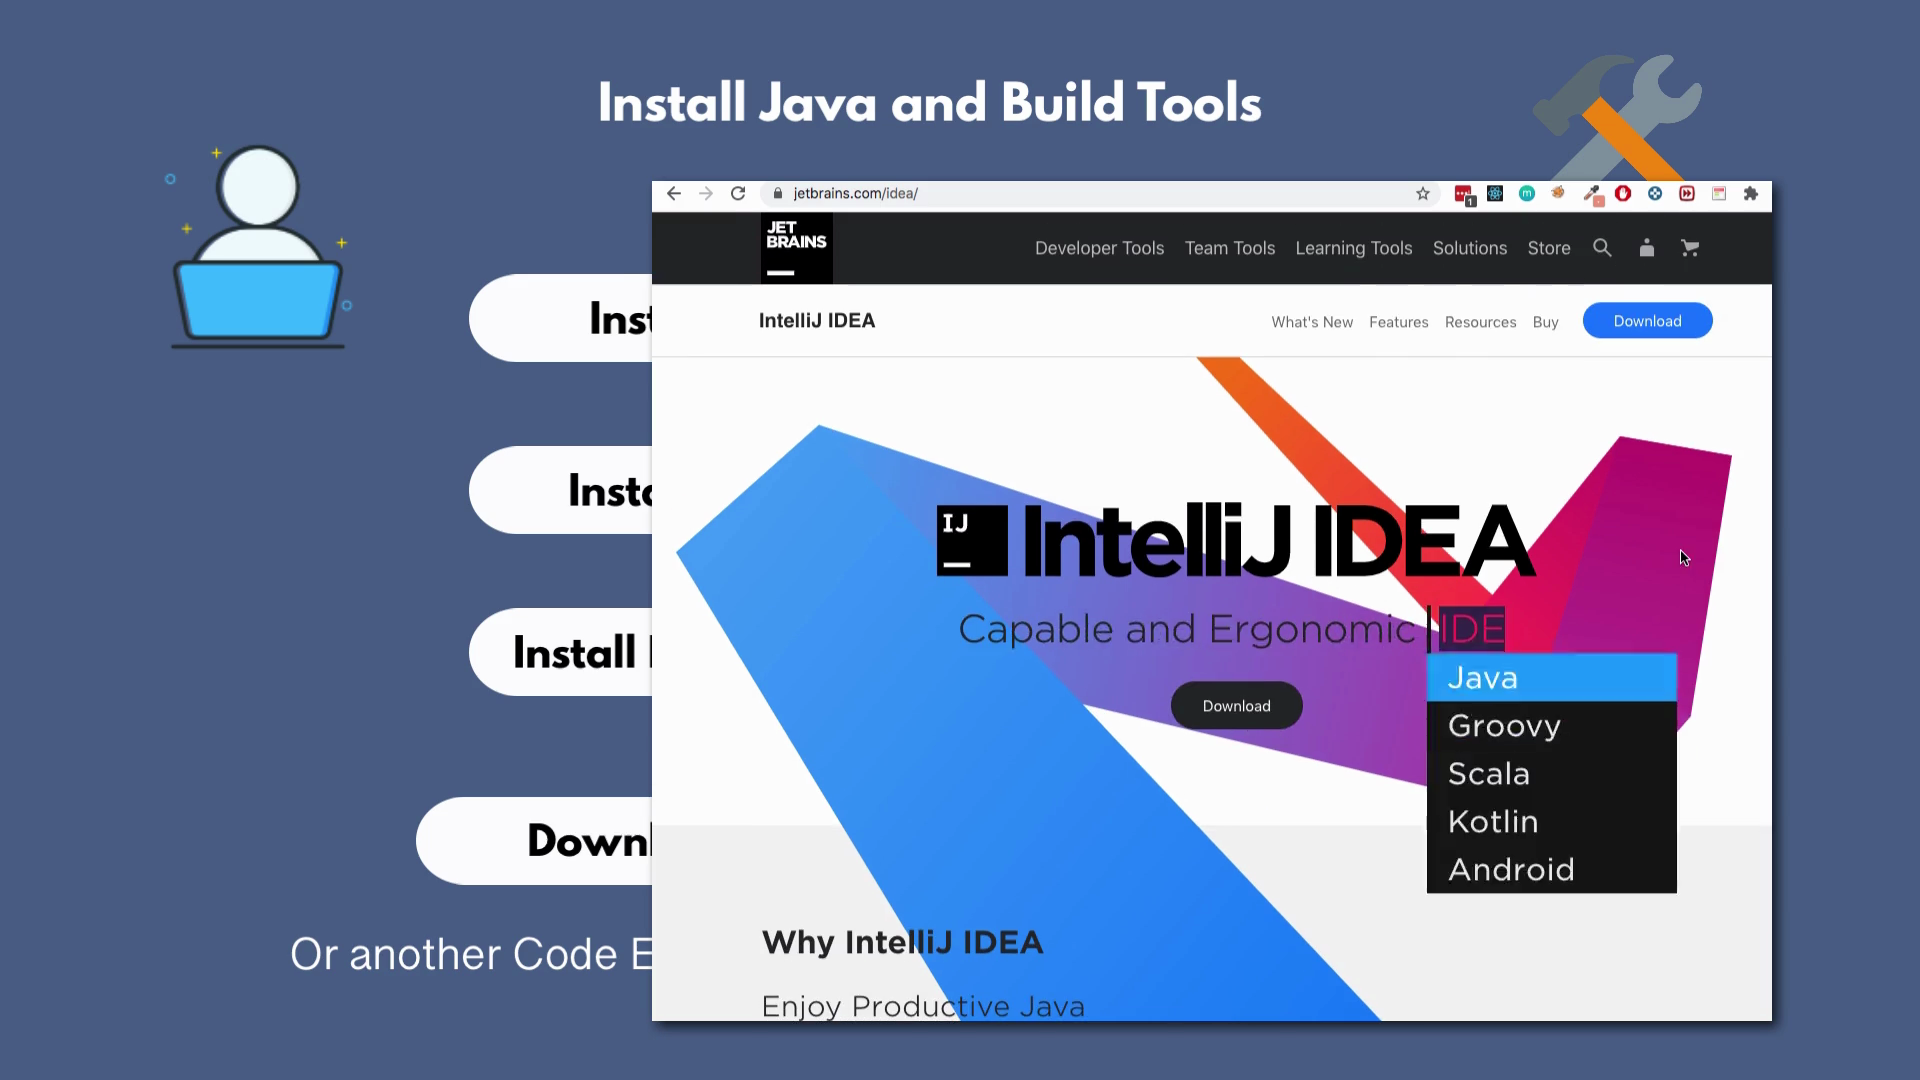 Install Java and Build Tools
jetbrains.com/idea/
1
JET
BRAINS
Developer Tools Team Tools Learning Tools Solutions Store
IntelliJ IDEA
What's New Features Resources Buy Download
Inst
IJ
IntelliJ IDEA
Capable and Ergonomic IDE
Java
Groovy
Scala
Kotlin
Android
Download
Install
Downl
Or another Code E
Why IntelliJ IDEA
Enjoy Productive Java